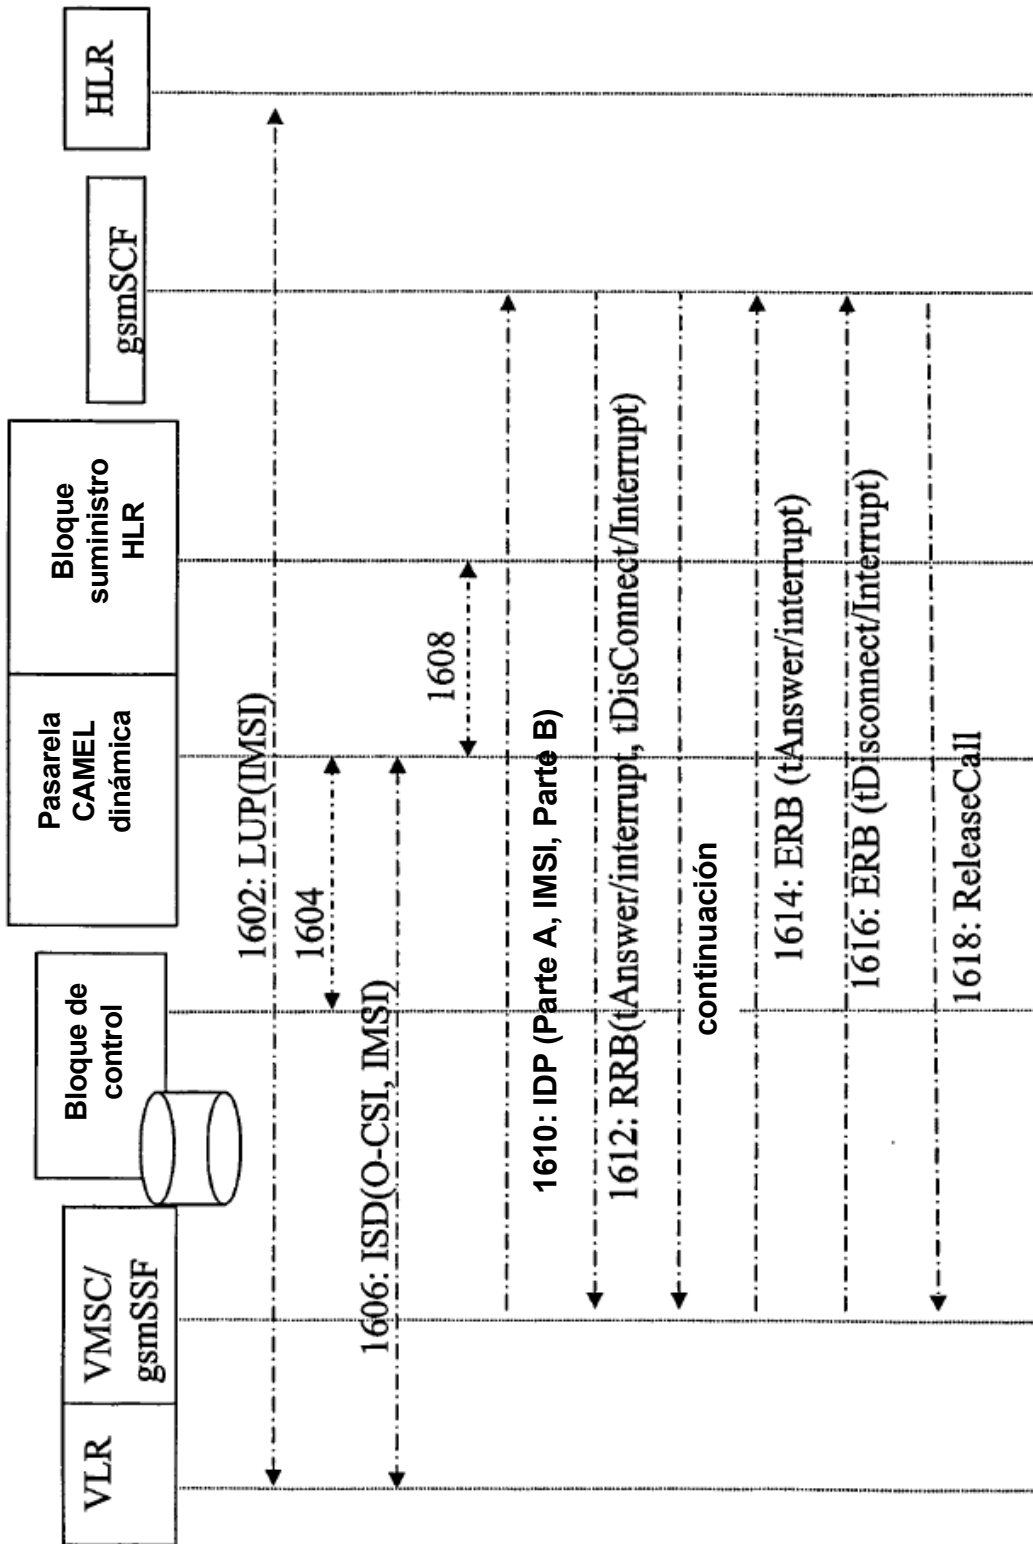 VLR
VMSC/
gsmSSF
Bloque de
control
Pasarela
CAMEL
dinámica
Bloque
suministro
HLR
gsmSCF
HLR
1602: LUP(IMSI)
1604
1606: ISD(O-CSI, IMSI)
1608
1610: IDP (Parte A, IMSI, Parte B)
1612: RRB(tAnswer/interrupt, tDisConnect/Interrupt)
continuación
1614: ERB (tAnswer/interrupt)
1616: ERB (tDisconnect/Interrupt)
1618: ReleaseCall